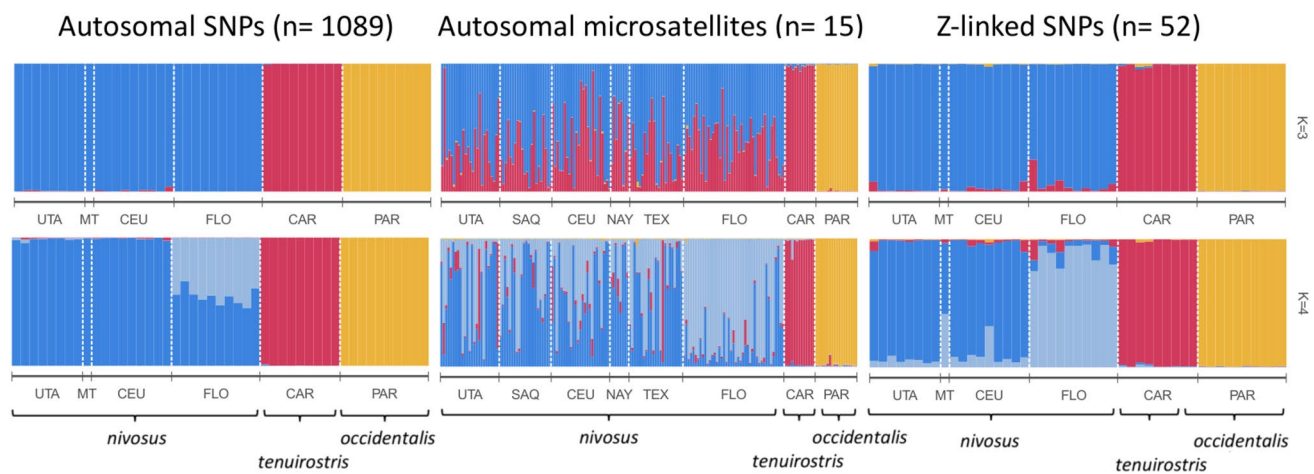 Autosomal SNPs (n= 1089) Autosomal microsatellites (n= 15) Z-linked SNPs (n= 52)
K=3
UTA MT CEU FLO CAR PAR UTA SAQ CEU NAY TEX FLO CAR PAR UTA MT CEU FLO CAR PAR
K=4
UTA MT CEU FLO CAR PAR UTA SAQ CEU NAY TEX FLO CAR PAR UTA MT CEU FLO CAR PAR
nivosus occidentalis nivosus occidentalis nivosus occidentalis
tenuirostris tenuirostris tenuirostris